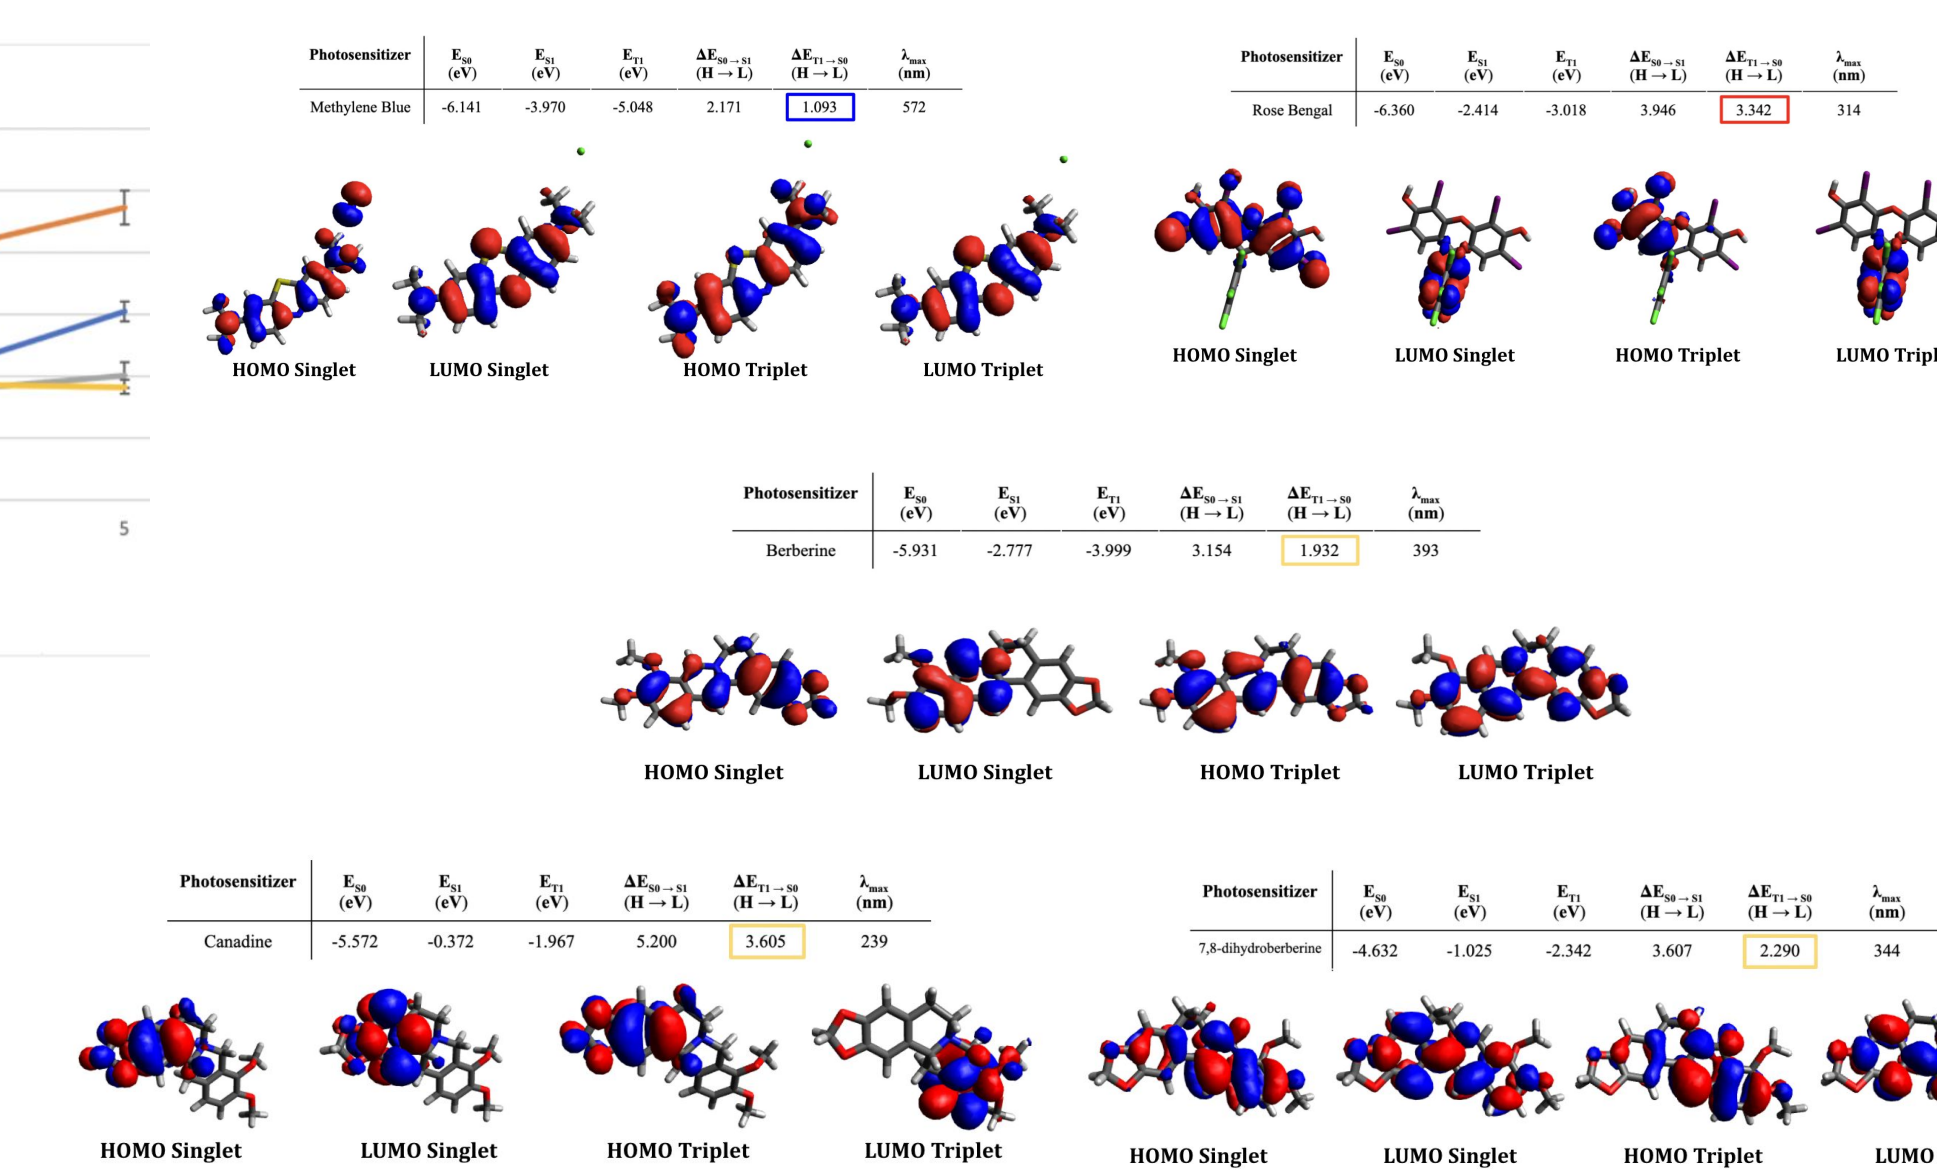 Photosensitizer E_S0 (eV) E_S1 (eV) E_T1 (eV) ΔE_S0→S1 (H → L) ΔE_T1→S0 (H → L) λ_max (nm)
Methylene Blue -6.141 -3.970 -5.048 2.171 1.093 572
HOMO Singlet LUMO Singlet HOMO Triplet LUMO Triplet
Photosensitizer E_S0 (eV) E_S1 (eV) E_T1 (eV) ΔE_S0→S1 (H → L) ΔE_T1→S0 (H → L) λ_max (nm)
Rose Bengal -6.360 -2.414 -3.018 3.946 3.342 314
HOMO Singlet LUMO Singlet HOMO Triplet LUMO Tripl
5
Photosensitizer E_S0 (eV) E_S1 (eV) E_T1 (eV) ΔE_S0→S1 (H → L) ΔE_T1→S0 (H → L) λ_max (nm)
Berberine -5.931 -2.777 -3.999 3.154 1.932 393
HOMO Singlet LUMO Singlet HOMO Triplet LUMO Triplet
Photosensitizer E_S0 (eV) E_S1 (eV) E_T1 (eV) ΔE_S0→S1 (H → L) ΔE_T1→S0 (H → L) λ_max (nm)
Canadine -5.572 -0.372 -1.967 5.200 3.605 239
HOMO Singlet LUMO Singlet HOMO Triplet LUMO Triplet
Photosensitizer E_S0 (eV) E_S1 (eV) E_T1 (eV) ΔE_S0→S1 (H → L) ΔE_T1→S0 (H → L) λ_max (nm)
7,8-dihydroberberine -4.632 -1.025 -2.342 3.607 2.290 344
HOMO Singlet LUMO Singlet HOMO Triplet LUMO